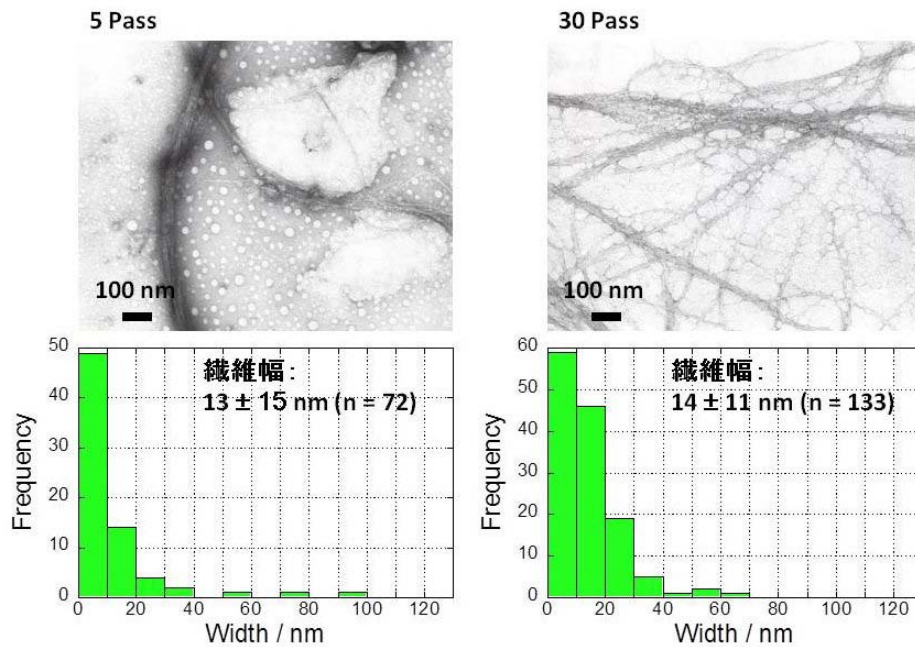 5 Pass
100 nm
50
40
30
20
10
0
Frequency
繊維幅:
13 ± 15 nm (n = 72)
0 20 40 60 80 100 120
Width / nm
30 Pass
100 nm
60
50
40
30
20
10
0
Frequency
繊維幅:
14 ± 11 nm (n = 133)
0 20 40 60 80 100 120
Width / nm